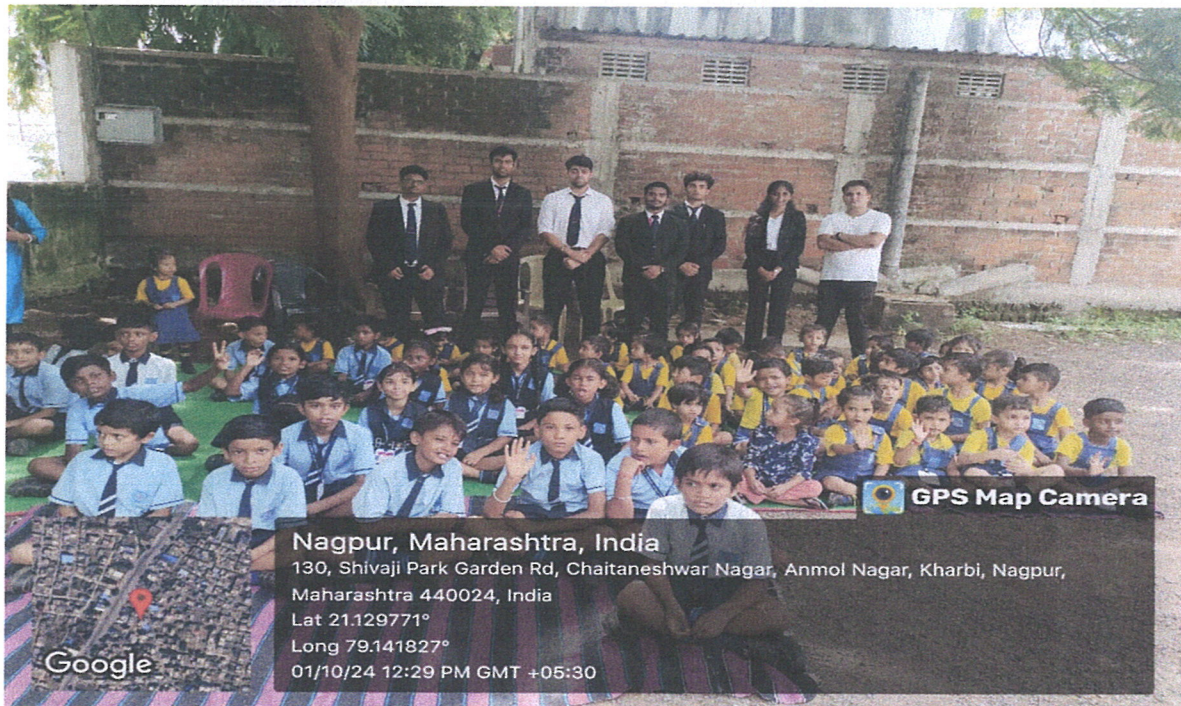 GPS Map Camera
Nagpur, Maharashtra, India
130, Shivaji Park Garden Rd, Chaitaneshwar Nagar, Anmol Nagar, Kharbi, Nagpur,
Maharashtra 440024, India
Lat 21.129771°
Long 79.141827°
01/10/24 12:29 PM GMT +05:30
Google